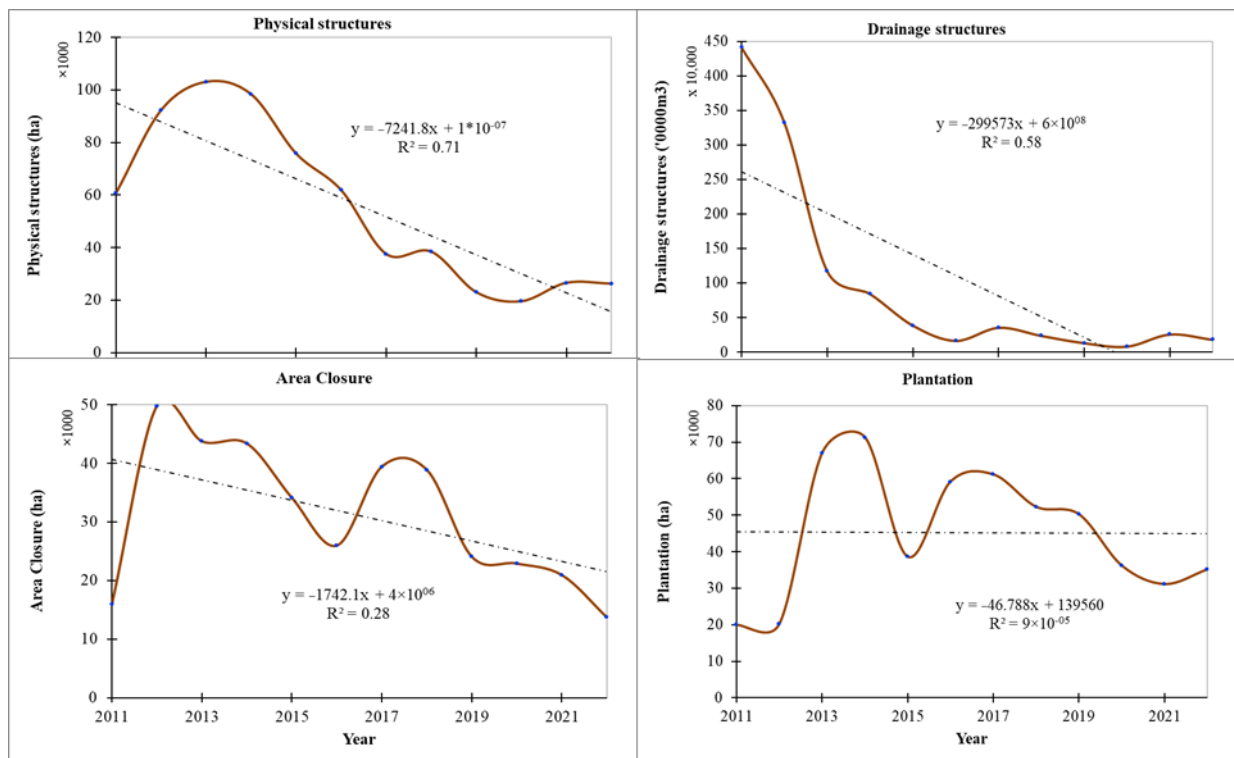 Physical structures
×1000
Physical structures (ha)
120
100
80
60
40
20
0
y = -7241.8x + 1*10⁻⁰⁷
R² = 0.71
Drainage structures
x 10,000
Drainage structures ('0000m3)
450
400
350
300
250
200
150
100
50
0
y = -299573x + 6×10⁰⁸
R² = 0.58
Area Closure
×1000
Area Closure (ha)
50
40
30
20
10
0
y = -1742.1x + 4×10⁰⁶
R² = 0.28
2011 2013 2015 2017 2019 2021
Year
Plantation
×1000
Plantation (ha)
80
70
60
50
40
30
20
10
0
y = -46.788x + 139560
R² = 9×10⁻⁰⁵
2011 2013 2015 2017 2019 2021
Year